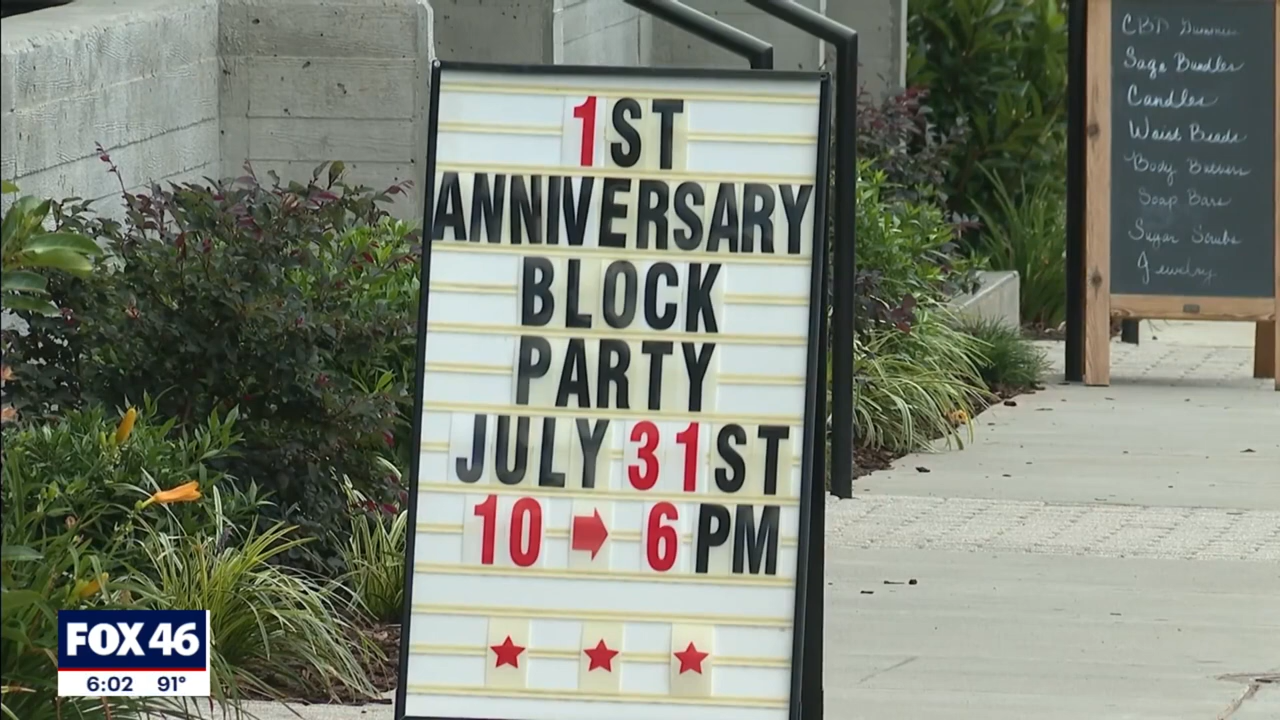 1ST
ANNIVERSARY
BLOCK
PARTY
JULY 31ST
10 → 6 PM
★ ★ ★
CBD Gummies
Sage Bundles
Candles
Waist Beads
Body Butters
Soap Bars
Sugar Scrubs
Jewelry
FOX 46
6:02 91°